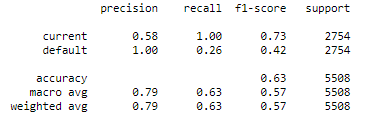 precision recall f1-score support
current 0.58 1.00 0.73 2754
default 1.00 0.26 0.42 2754
accuracy 0.63 5508
macro avg 0.79 0.63 0.57 5508
weighted avg 0.79 0.63 0.57 5508